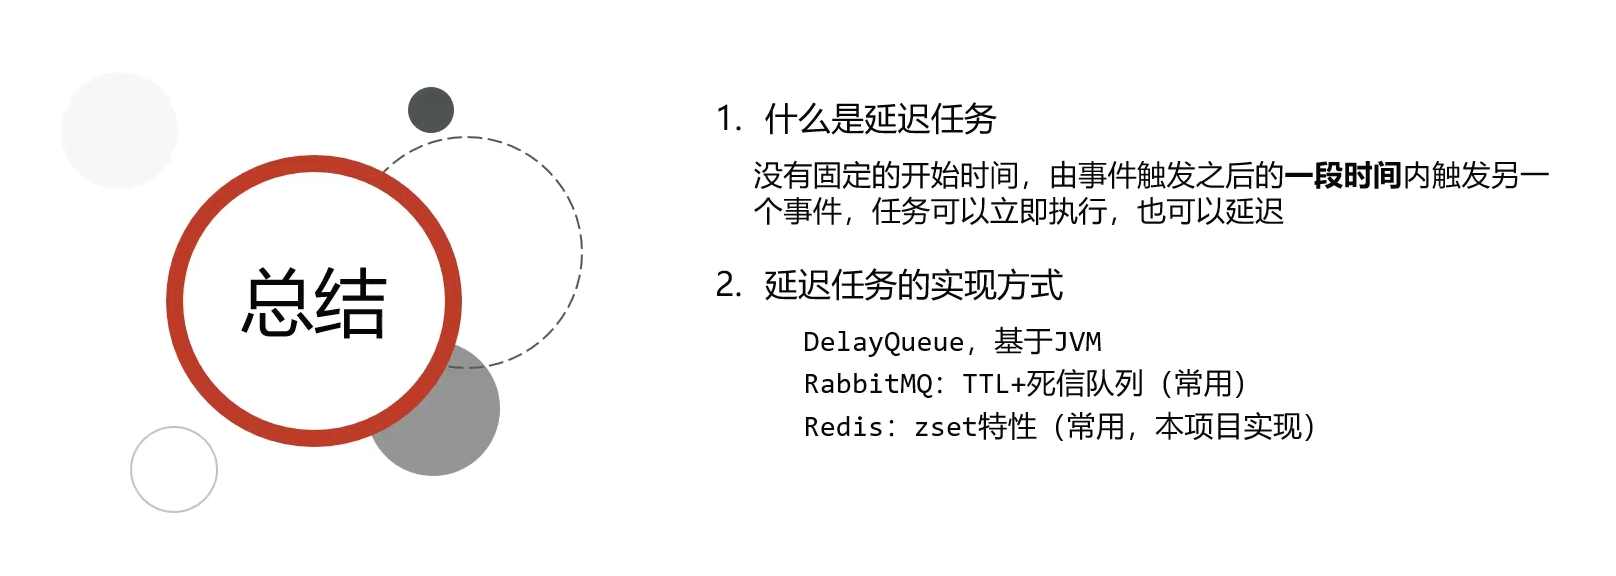 总结
1. 什么是延迟任务
没有固定的开始时间，由事件触发之后的一段时间内触发另一
个事件，任务可以立即执行，也可以延迟
2. 延迟任务的实现方式
DelayQueue，基于JVM
RabbitMQ：TTL+死信队列（常用）
Redis：zset特性（常用，本项目实现）